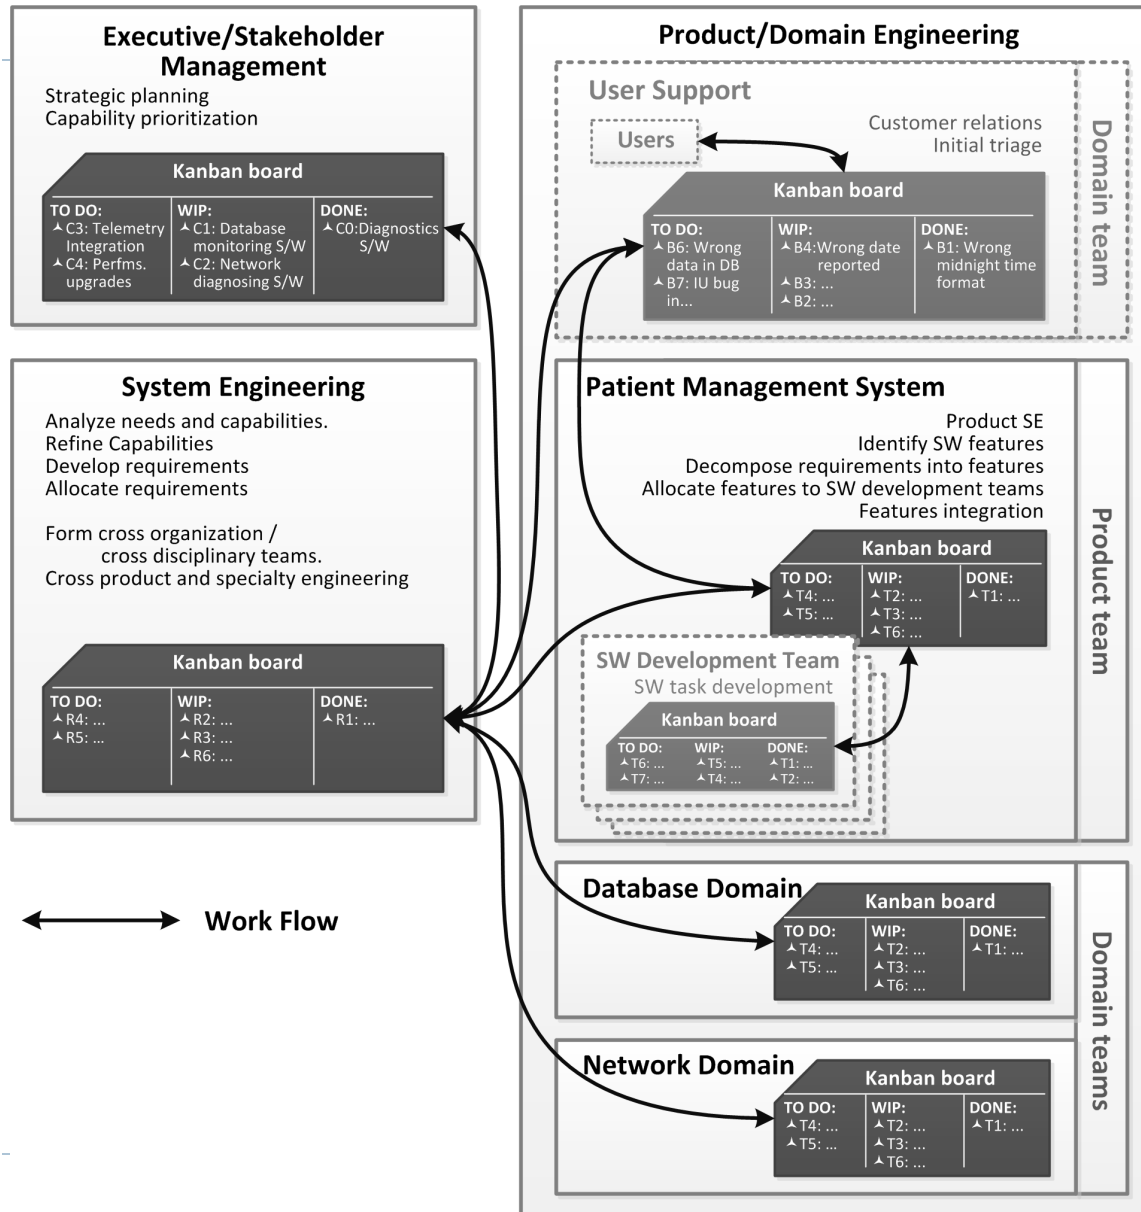 Executive/Stakeholder
Management
Strategic planning
Capability prioritization
Kanban board
TO DO:
C3: Telemetry
Integration
C4: Perfms.
upgrades
WIP:
C1: Database
monitoring S/W
C2: Network
diagnosing S/W
DONE:
C0:Diagnostics
S/W
System Engineering
Analyze needs and capabilities.
Refine Capabilities
Develop requirements
Allocate requirements
Form cross organization /
cross disciplinary teams.
Cross product and specialty engineering
Kanban board
TO DO:
R4: ...
R5: ...
WIP:
R2: ...
R3: ...
R6: ...
DONE:
R1: ...
Work Flow
Product/Domain Engineering
User Support
Users
Customer relations
Initial triage
Kanban board
TO DO:
B6: Wrong
data in DB
B7: IU bug
in...
WIP:
B4:Wrong date
reported
B3: ...
B2: ...
DONE:
B1: Wrong
midnight time
format
Domain team
Patient Management System
Product SE
Identify SW features
Decompose requirements into features
Allocate features to SW development teams
Features integration
Kanban board
TO DO:
T4: ...
T5: ...
WIP:
T2: ...
T3: ...
T6: ...
DONE:
T1: ...
SW Development Team
SW task development
Kanban board
TO DO:
T6: ...
T7: ...
WIP:
T5: ...
T4: ...
DONE:
T1: ...
T2: ...
Product team
Database Domain
Kanban board
TO DO:
T4: ...
T5: ...
WIP:
T2: ...
T3: ...
T6: ...
DONE:
T1: ...
Network Domain
Kanban board
TO DO:
T4: ...
T5: ...
WIP:
T2: ...
T3: ...
T6: ...
DONE:
T1: ...
Domain teams